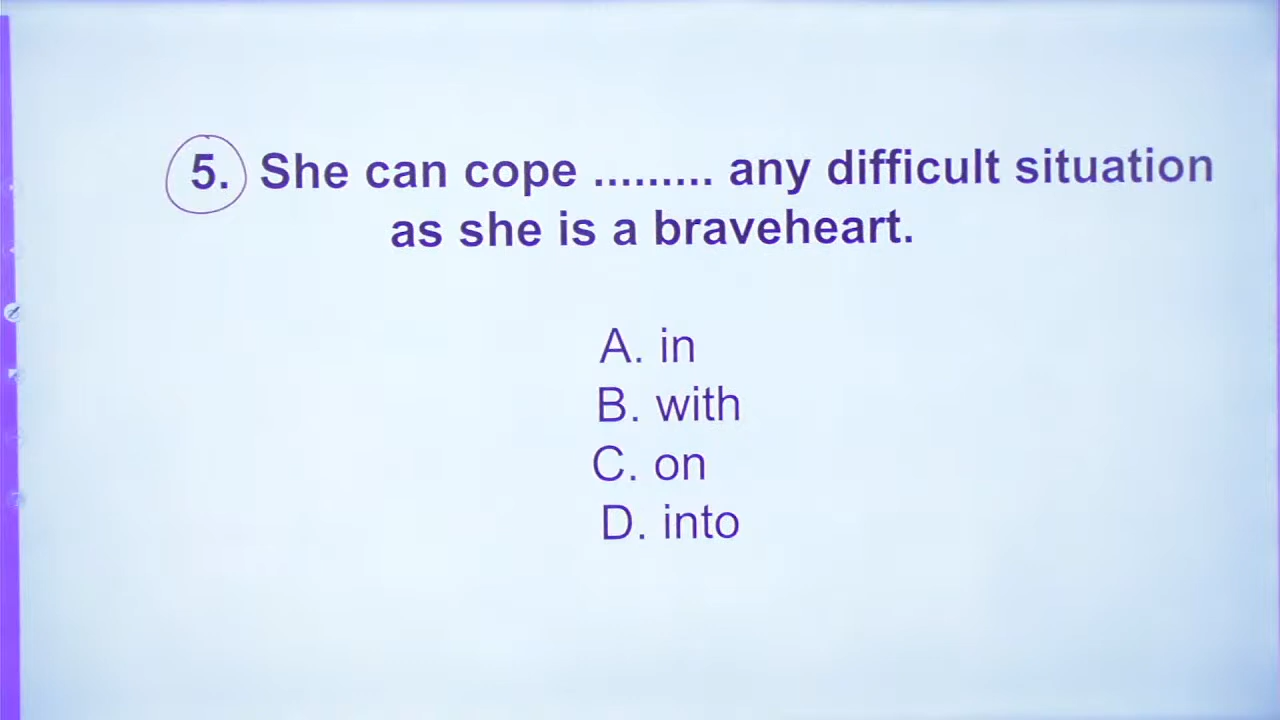 5. She can cope ......... any difficult situation
as she is a braveheart.
A. in
B. with
C. on
D. into